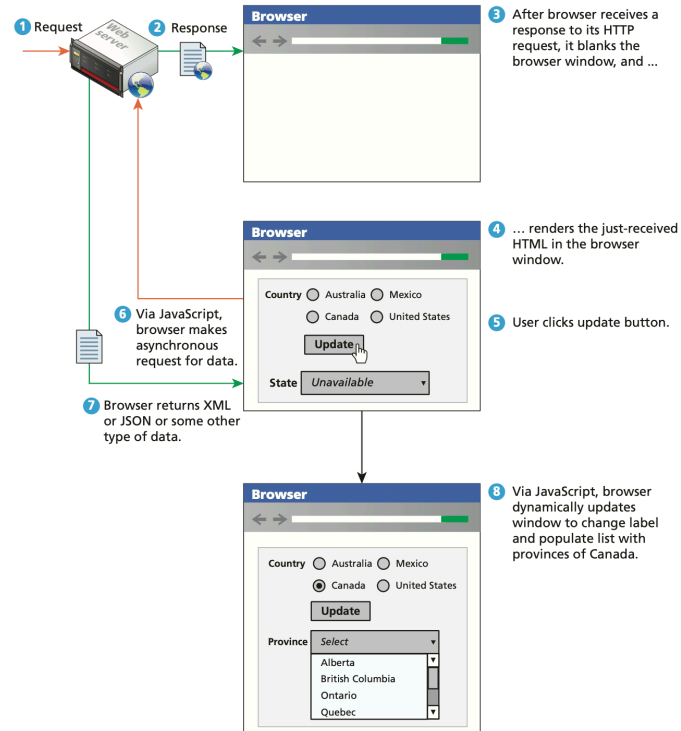 1 Request
Web server
2 Response
Browser
3 After browser receives a
response to its HTTP
request, it blanks the
browser window, and ...
Browser
4 ... renders the just-received
HTML in the browser
window.
Country Australia Mexico
Canada United States
5 User clicks update button.
Update
State Unavailable
6 Via JavaScript,
browser makes
asynchronous
request for data.
7 Browser returns XML
or JSON or some other
type of data.
Browser
8 Via JavaScript, browser
dynamically updates
window to change label
and populate list with
provinces of Canada.
Country Australia Mexico
Canada United States
Update
Province Select
Alberta
British Columbia
Ontario
Quebec